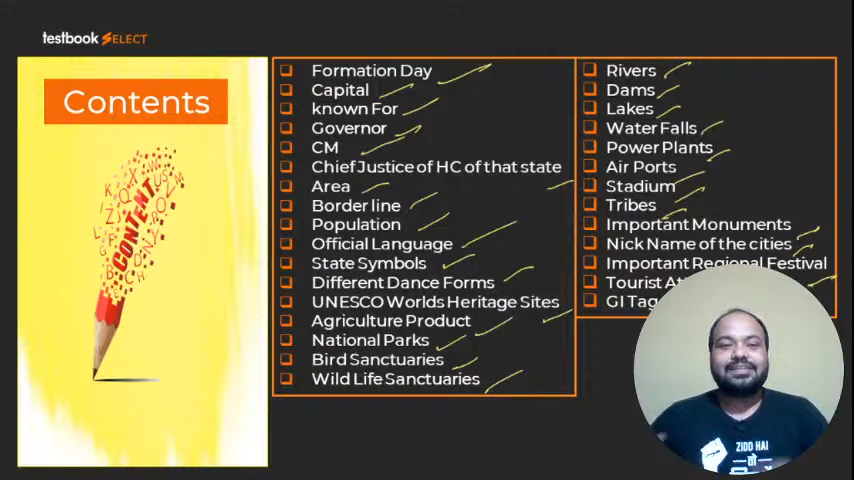 testbook SELECT
Contents
CONTENT
Formation Day
Capital
known For
Governor
CM
Chief Justice of HC of that state
Area
Border line
Population
Official Language
State Symbols
Different Dance Forms
UNESCO Worlds Heritage Sites
Agriculture Product
National Parks
Bird Sanctuaries
Wild Life Sanctuaries
Rivers
Dams
Lakes
Water Falls
Power Plants
Air Ports
Stadium
Tribes
Important Monuments
Nick Name of the cities
Important Regional Festival
Tourist
GI Tag
ZIDD HAI
तो